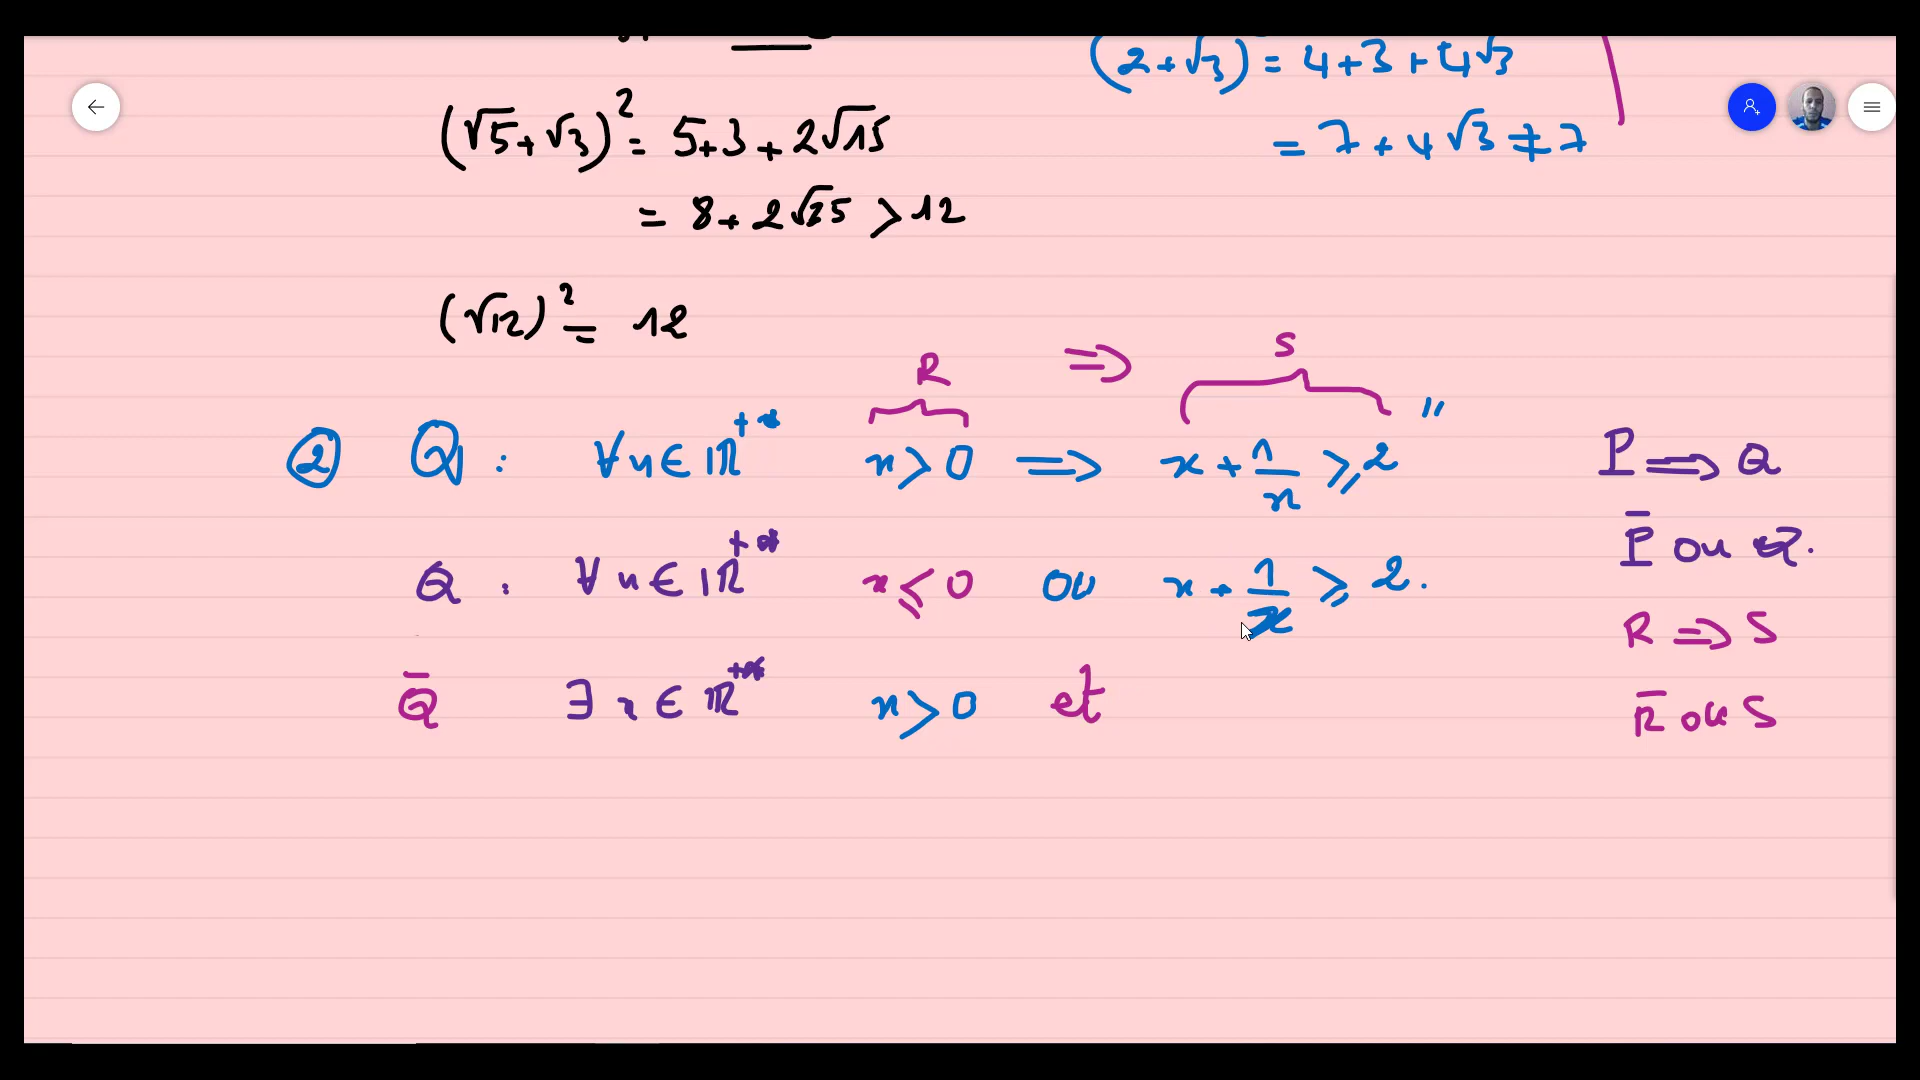 (2+√3)² = 4+3+4√3
(√5+√3)² = 5+3+2√15
= 7+4√3 ≠ 7
= 8+2√15 > 12
(√12)² = 12
R ⇒ S
② Q : ∀x∈ℝ⁺* x>0 ⇒ x+1/x ≥ 2 "
P ⇒ Q
Q : ∀x∈ℝ⁺* x≤0 ou x+1/x ≥ 2.
P̄ ou Q.
R ⇒ S
Q̄ ∃x∈ℝ⁺* x>0 et
R̄ ou S